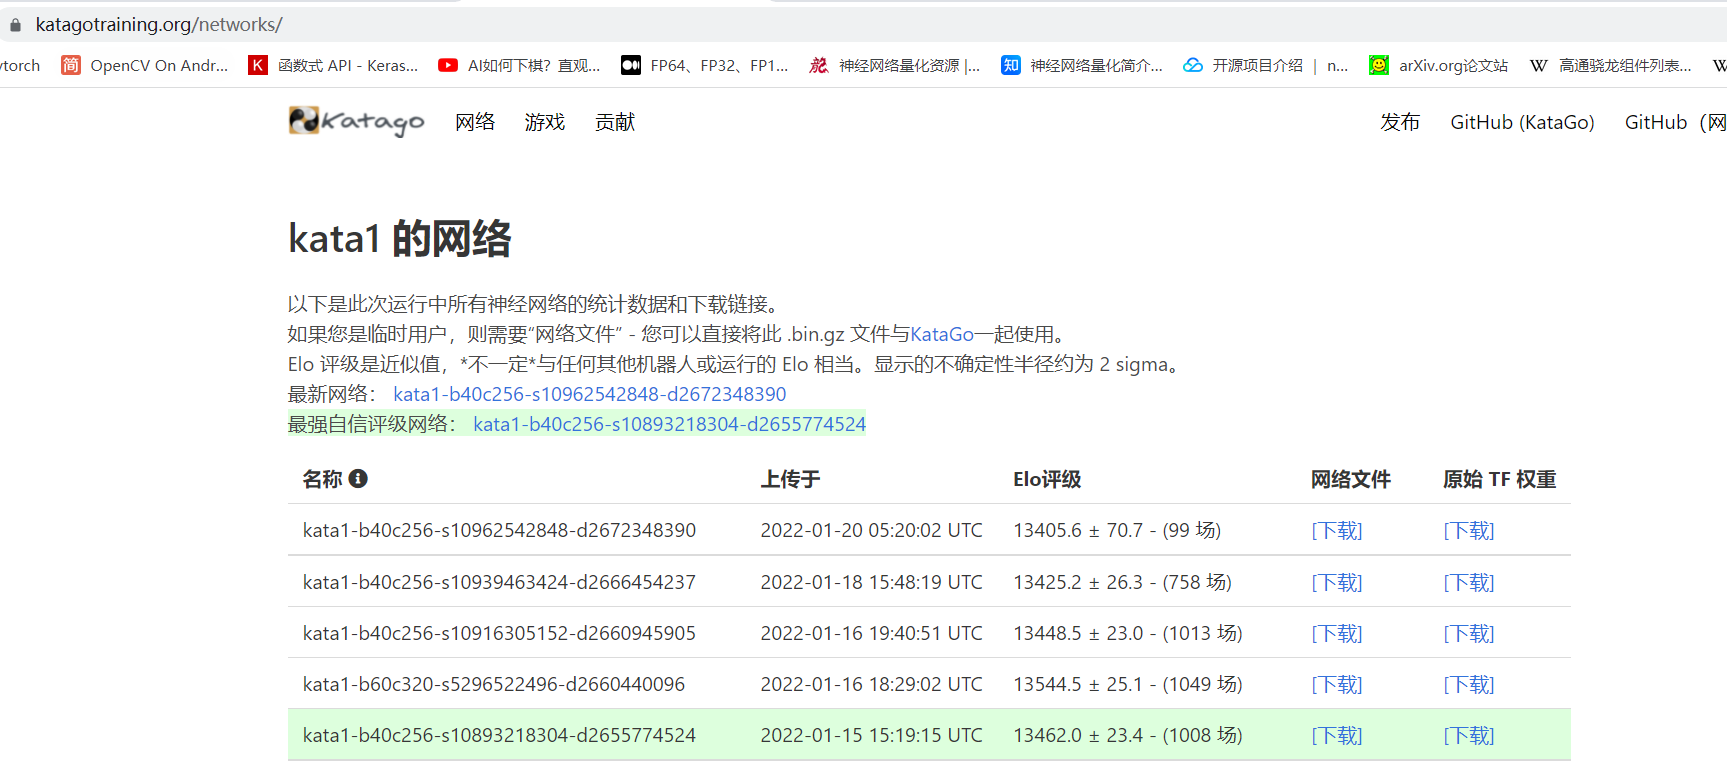 katagotraining.org/networks/
ytorch 简 OpenCV On Andr... K 函数式 API - Keras... AI如何下棋？直观... FP64、FP32、FP1... 神经网络量化资源 |... 知 神经网络量化简介... 开源项目介绍 | n... arXiv.org论文站 W 高通骁龙组件列表... W
Katago 网络 游戏 贡献 发布 GitHub (KataGo) GitHub（网
kata1 的网络
以下是此次运行中所有神经网络的统计数据和下载链接。
如果您是临时用户，则需要“网络文件” - 您可以直接将此 .bin.gz 文件与KataGo一起使用。
Elo 评级是近似值，*不一定*与任何其他机器人或运行的 Elo 相当。显示的不确定性半径约为 2 sigma。
最新网络： kata1-b40c256-s10962542848-d2672348390
最强自信评级网络： kata1-b40c256-s10893218304-d2655774524
名称 上传于 Elo评级 网络文件 原始 TF 权重
kata1-b40c256-s10962542848-d2672348390 2022-01-20 05:20:02 UTC 13405.6 ± 70.7 - (99 场) [下载] [下载]
kata1-b40c256-s10939463424-d2666454237 2022-01-18 15:48:19 UTC 13425.2 ± 26.3 - (758 场) [下载] [下载]
kata1-b40c256-s10916305152-d2660945905 2022-01-16 19:40:51 UTC 13448.5 ± 23.0 - (1013 场) [下载] [下载]
kata1-b60c320-s5296522496-d2660440096 2022-01-16 18:29:02 UTC 13544.5 ± 25.1 - (1049 场) [下载] [下载]
kata1-b40c256-s10893218304-d2655774524 2022-01-15 15:19:15 UTC 13462.0 ± 23.4 - (1008 场) [下载] [下载]